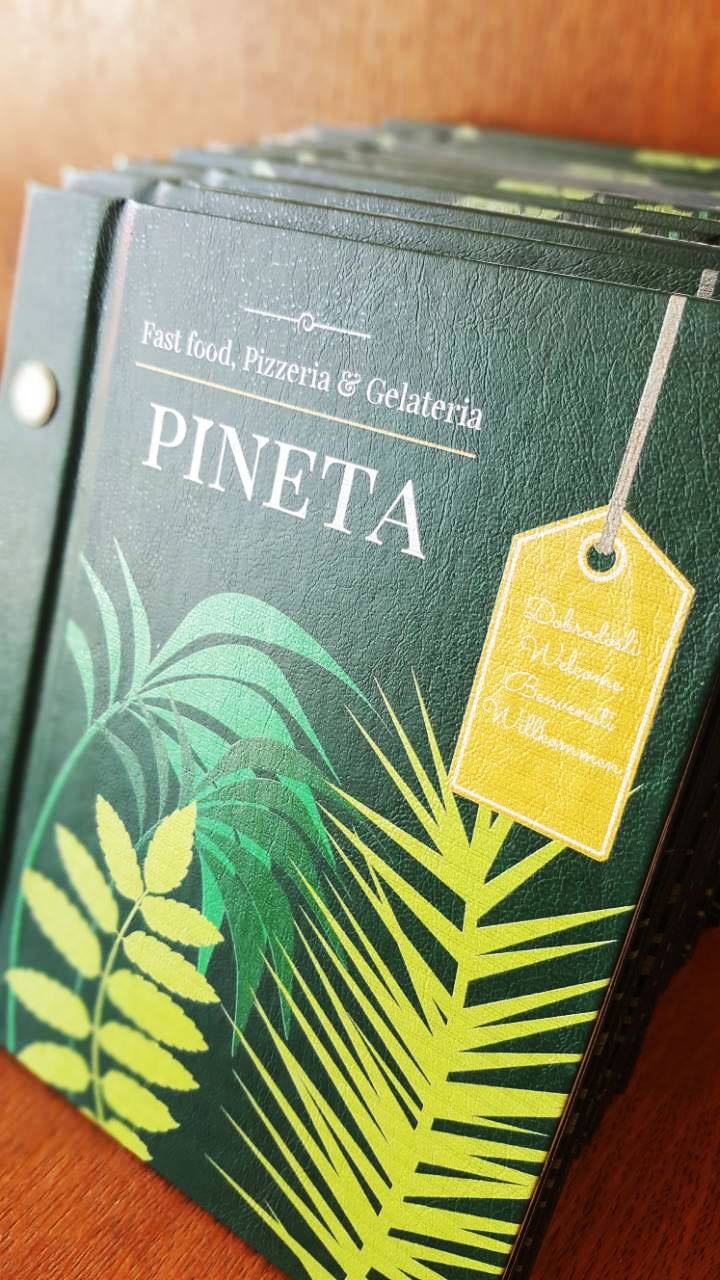 Fast food, Pizzeria & Gelateria
PINETA
Dobrodošli
Welcome
Benvenuti
Willkommen